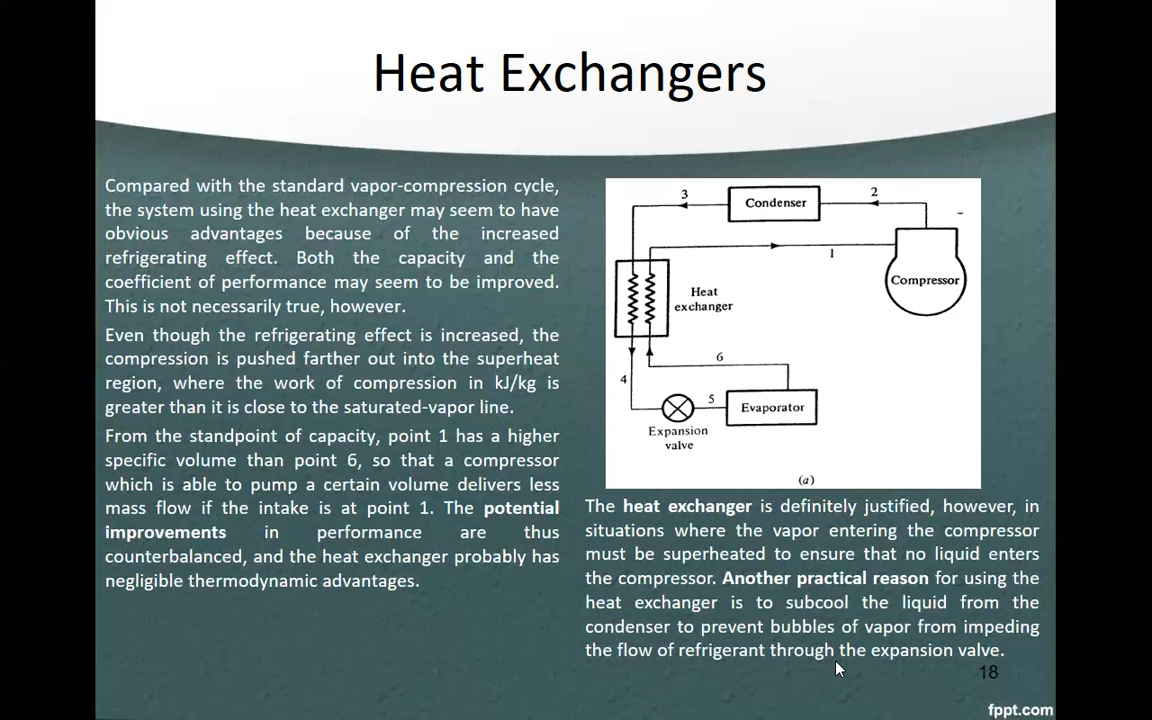 Heat Exchangers
Compared with the standard vapor-compression cycle,
the system using the heat exchanger may seem to have
obvious advantages because of the increased
refrigerating effect. Both the capacity and the
coefficient of performance may seem to be improved.
This is not necessarily true, however.
Even though the refrigerating effect is increased, the
compression is pushed farther out into the superheat
region, where the work of compression in kJ/kg is
greater than it is close to the saturated-vapor line.
From the standpoint of capacity, point 1 has a higher
specific volume than point 6, so that a compressor
which is able to pump a certain volume delivers less
mass flow if the intake is at point 1. The potential
improvements in performance are thus
counterbalanced, and the heat exchanger probably has
negligible thermodynamic advantages.
3
Condenser
2
1
Compressor
Heat
exchanger
6
4
5
Evaporator
Expansion
valve
(a)
The heat exchanger is definitely justified, however, in
situations where the vapor entering the compressor
must be superheated to ensure that no liquid enters
the compressor. Another practical reason for using the
heat exchanger is to subcool the liquid from the
condenser to prevent bubbles of vapor from impeding
the flow of refrigerant through the expansion valve.
18
fppt.com